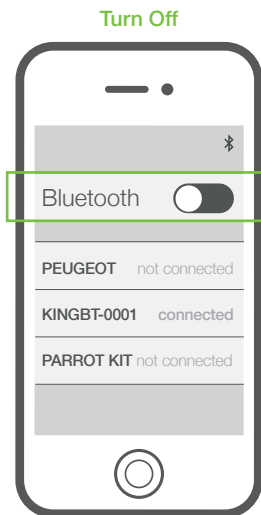 Turn Off
Bluetooth
PEUGEOT not connected
KINGBT-0001 connected
PARROT KIT not connected